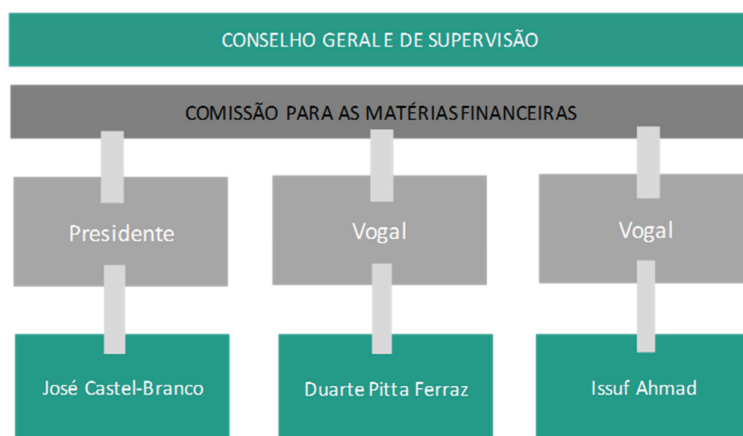 CONSELHO GERAL E DE SUPERVISÃO
COMISSÃO PARA AS MATÉRIAS FINANCEIRAS
Presidente
Vogal
Vogal
José Castel-Branco
Duarte Pitta Ferraz
Issuf Ahmad